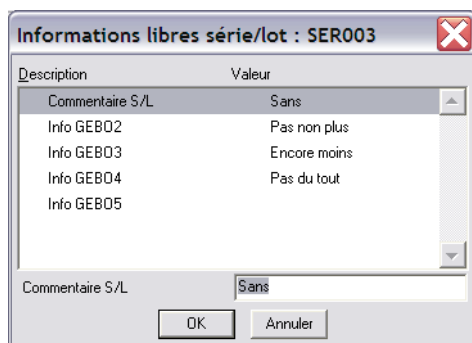 Informations libres série/lot : SER003
Description Valeur
Commentaire S/L Sans
Info GEBO2 Pas non plus
Info GEBO3 Encore moins
Info GEBO4 Pas du tout
Info GEBO5
Commentaire S/L Sans
OK Annuler